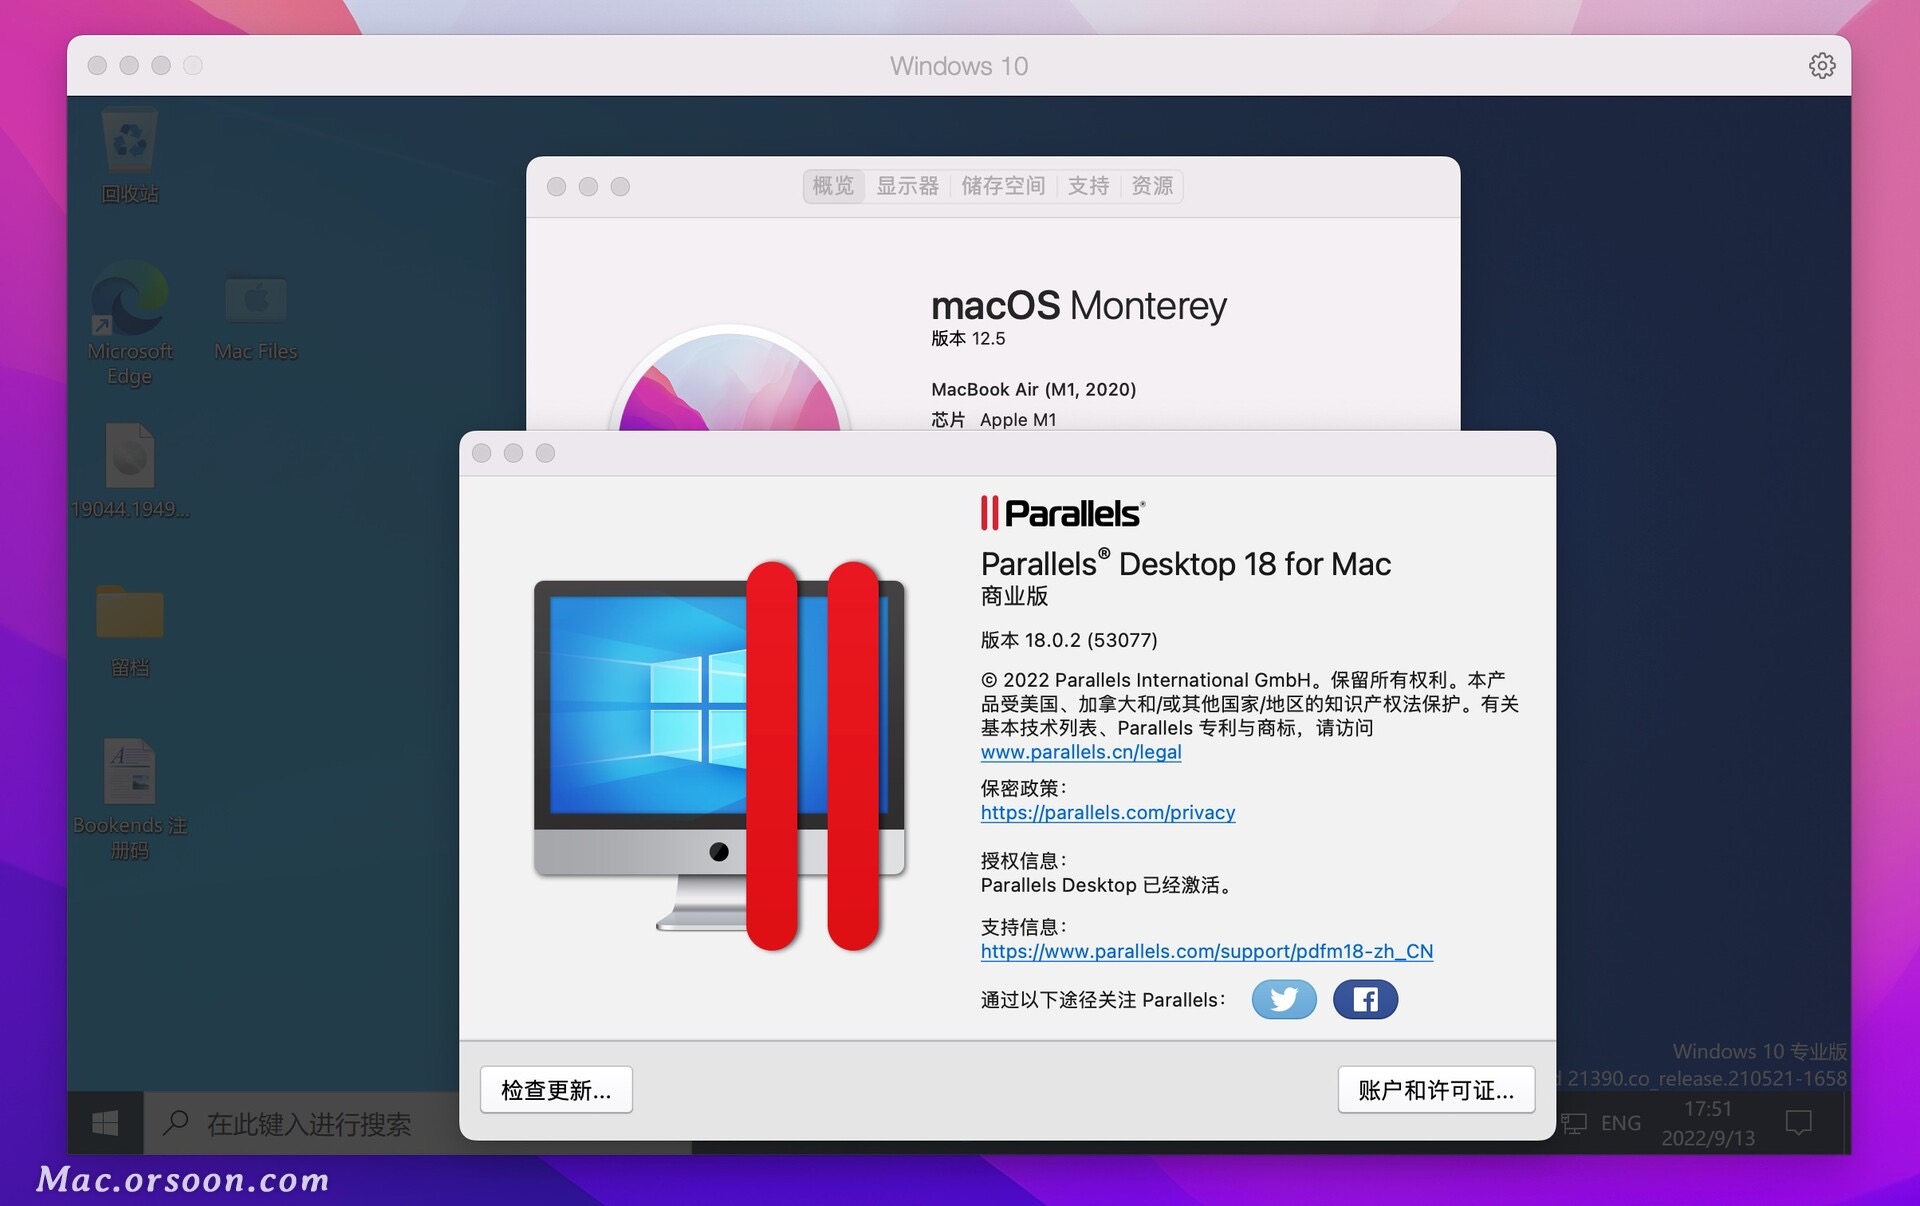 Windows 10
回收站
Microsoft
Edge
Mac Files
19044.1949...
留档
Bookends 注
册码
概览
显示器
储存空间
支持
资源
macOS Monterey
版本 12.5
MacBook Air (M1, 2020)
芯片 Apple M1
Parallels®
Parallels® Desktop 18 for Mac
商业版
版本 18.0.2 (53077)
© 2022 Parallels International GmbH。保留所有权利。本产
品受美国、加拿大和/或其他国家/地区的知识产权法保护。有关
基本技术列表、Parallels 专利与商标，请访问
www.parallels.cn/legal
保密政策：
https://parallels.com/privacy
授权信息：
Parallels Desktop 已经激活。
支持信息：
https://www.parallels.com/support/pdfm18-zh_CN
通过以下途径关注 Parallels：
检查更新...
账户和许可证...
Windows 10 专业版
21390.co_release.210521-1658
在此键入进行搜索
ENG
17:51
2022/9/13
Mac.orsoon.com